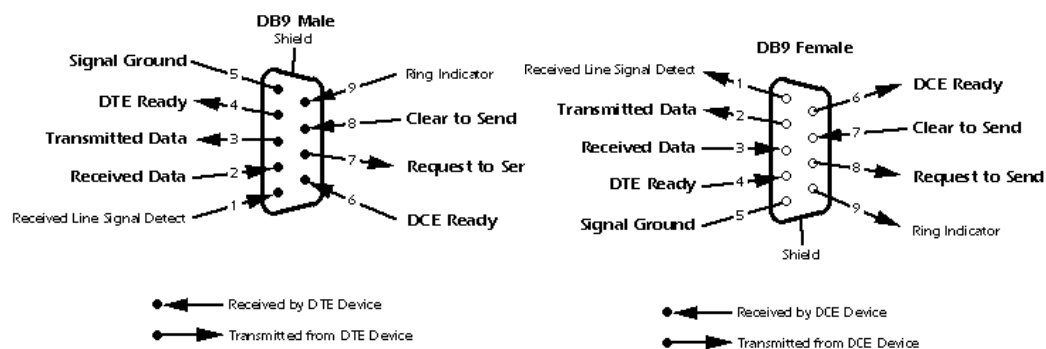 DB9 Male
Shield
Signal Ground
5
9
Ring Indicator
DTE Ready
4
8
Clear to Send
Transmitted Data
3
7
Request to Ser
Received Data
2
6
DCE Ready
Received Line Signal Detect
1
Received by DTE Device
Transmitted from DTE Device
DB9 Female
Received Line Signal Detect
1
6
DCE Ready
Transmitted Data
2
7
Clear to Send
Received Data
3
8
Request to Send
DTE Ready
4
9
Ring Indicator
Signal Ground
5
Shield
Received by DCE Device
Transmitted from DCE Device